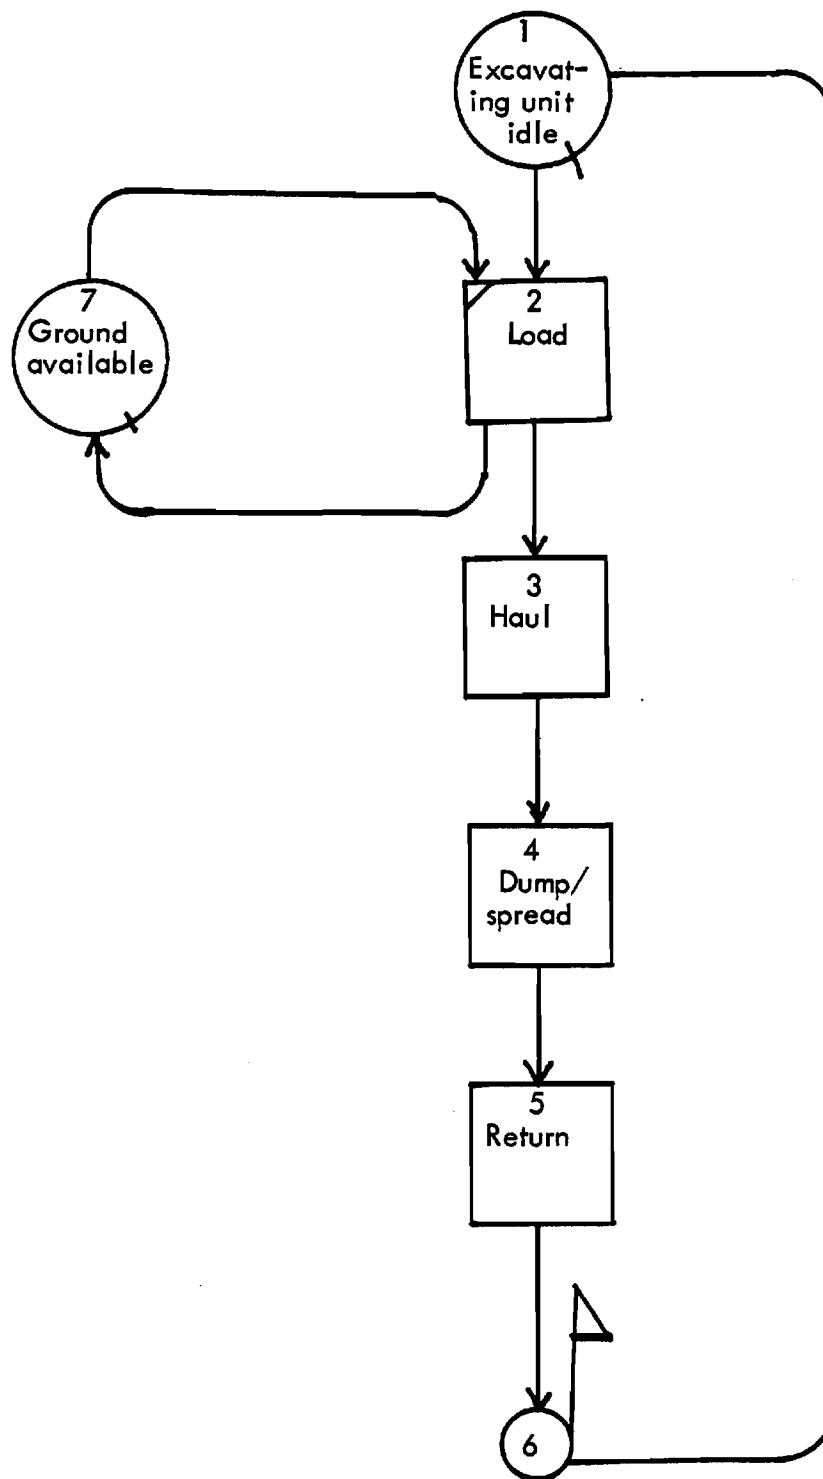 1
Excavat-
ing unit
idle
7
Ground
available
2
Load
3
Haul
4
Dump/
spread
5
Return
6